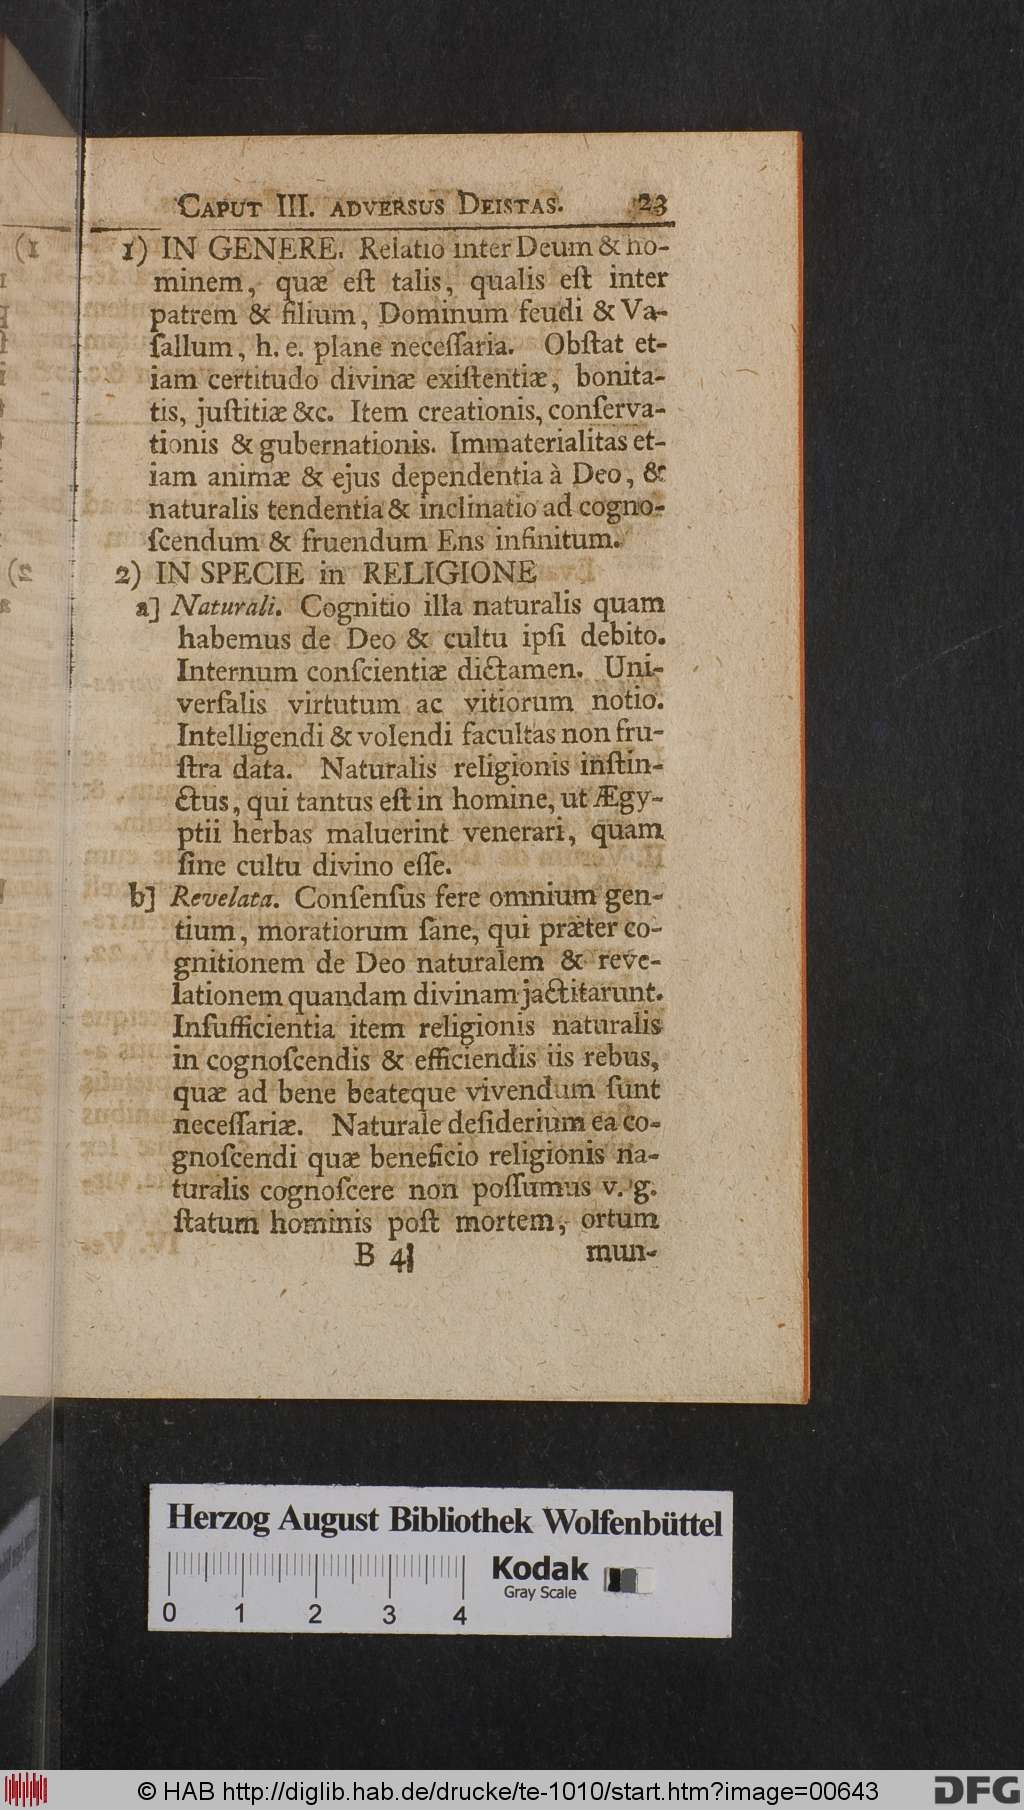 CAPUT III. ADVERSUS DEISTAS. 23
1) IN GENERE. Relatio inter Deum & ho-
minem, quæ eſt talis, qualis eſt inter
patrem & filium, Dominum feudi & Va-
ſallum, h. e. plane neceſſaria. Obſtat et-
iam certitudo divinæ exiſtentiæ, bonita-
tis, juſtitiæ &c. Item creationis, conſerva-
tionis & gubernationis. Immaterialitas et-
iam animæ & ejus dependentia à Deo, &
naturalis tendentia & inclinatio ad cogno-
ſcendum & fruendum Ens infinitum.
2) IN SPECIE in RELIGIONE
a] Naturali. Cognitio illa naturalis quam
habemus de Deo & cultu ipſi debito.
Internum conſcientiæ dictamen. Uni-
verſalis virtutum ac vitiorum notio.
Intelligendi & volendi facultas non fru-
ſtra data. Naturalis religionis inſtin-
ctus, qui tantus eſt in homine, ut Ægy-
ptii herbas maluerint venerari, quam
ſine cultu divino eſſe.
b] Revelata. Conſenſus fere omnium gen-
tium, moratiorum ſane, qui præter co-
gnitionem de Deo naturalem & reve-
lationem quandam divinam jactitarunt.
Inſufficientia item religionis naturalis
in cognoſcendis & efficiendis iis rebus,
quæ ad bene beateque vivendum ſunt
neceſſariæ. Naturale deſiderium ea co-
gnoſcendi quæ beneficio religionis na-
turalis cognoſcere non poſſumus v. g.
ſtatum hominis poſt mortem, ortum
B 4 mun-
Herzog August Bibliothek Wolfenbüttel
Kodak
Gray Scale
0 1 2 3 4
© HAB http://diglib.hab.de/drucke/te-1010/start.htm?image=00643
DFG